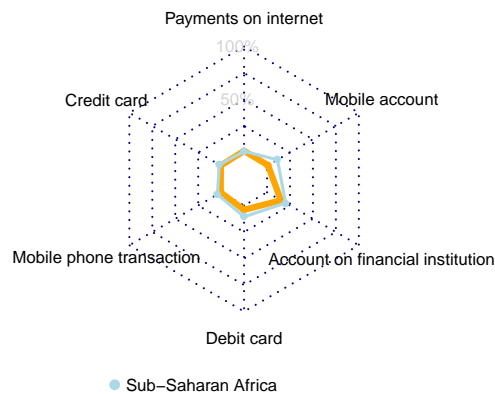 Payments on internet
100%
Credit card
50%
Mobile account
Mobile phone transaction
Account on financial institution
Debit card
Sub−Saharan Africa